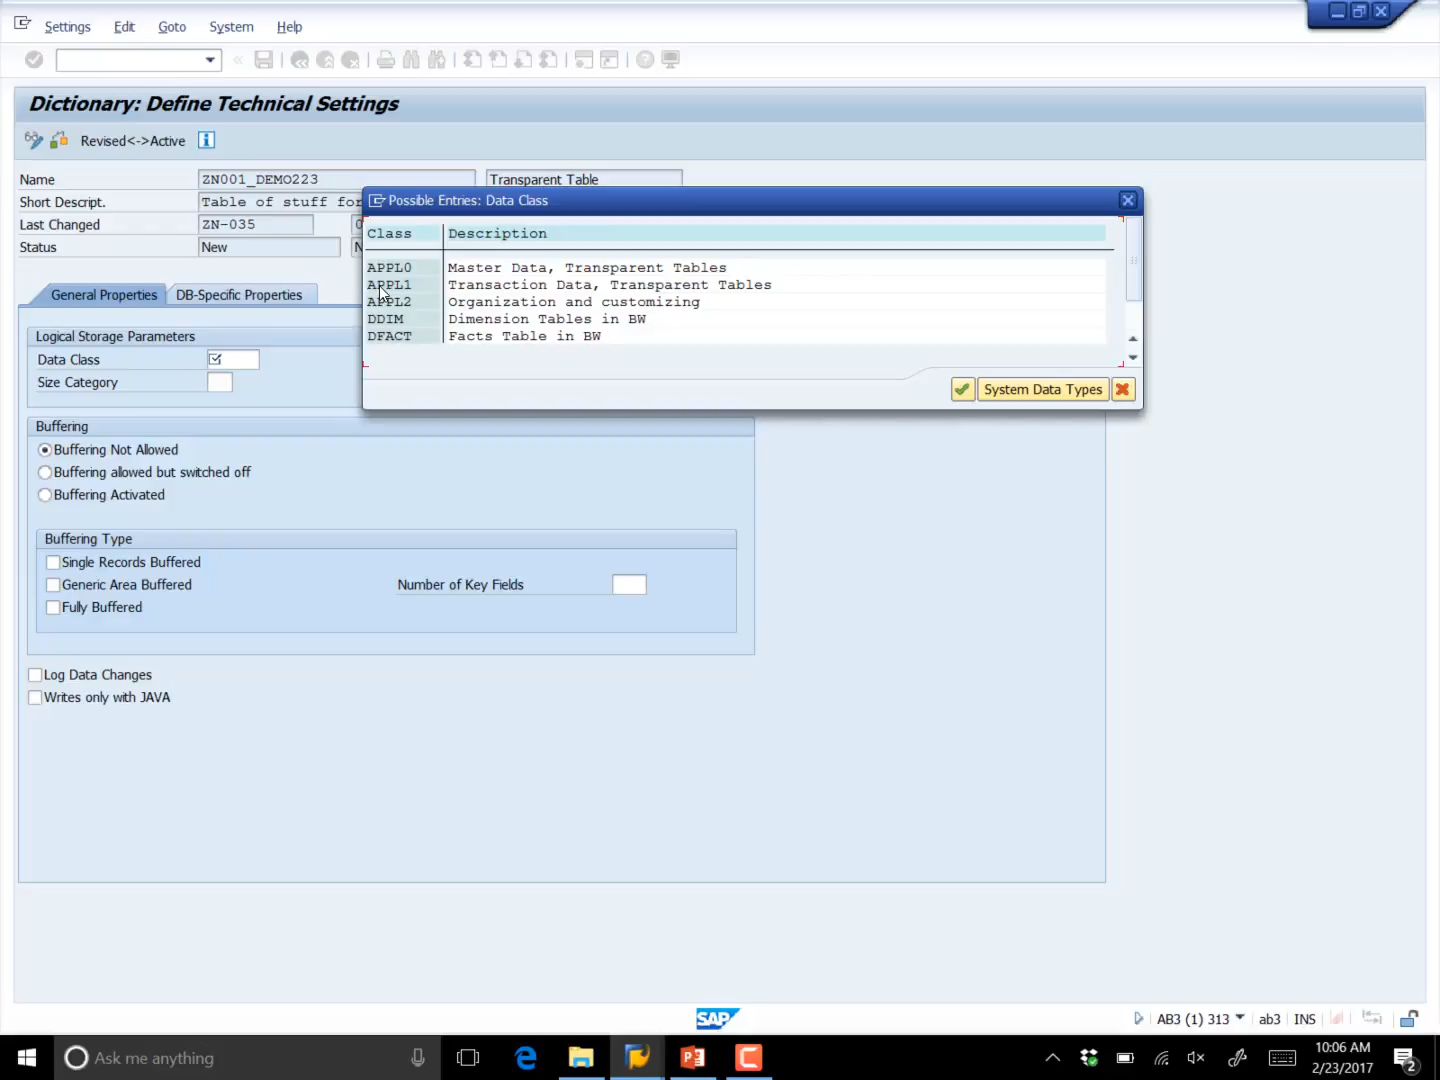 Settings Edit Goto System Help
Dictionary: Define Technical Settings
Revised<->Active
Name ZN001_DEMO223 Transparent Table
Short Descript. Table of stuff for
Last Changed ZN-035 0
Status New N
Possible Entries: Data Class
Class Description
APPL0 Master Data, Transparent Tables
APPL1 Transaction Data, Transparent Tables
APPL2 Organization and customizing
DDIM Dimension Tables in BW
DFACT Facts Table in BW
System Data Types
General Properties DB-Specific Properties
Logical Storage Parameters
Data Class
Size Category
Buffering
Buffering Not Allowed
Buffering allowed but switched off
Buffering Activated
Buffering Type
Single Records Buffered
Generic Area Buffered Number of Key Fields
Fully Buffered
Log Data Changes
Writes only with JAVA
SAP AB3 (1) 313 ab3 INS
Ask me anything
10:06 AM
2/23/2017
2